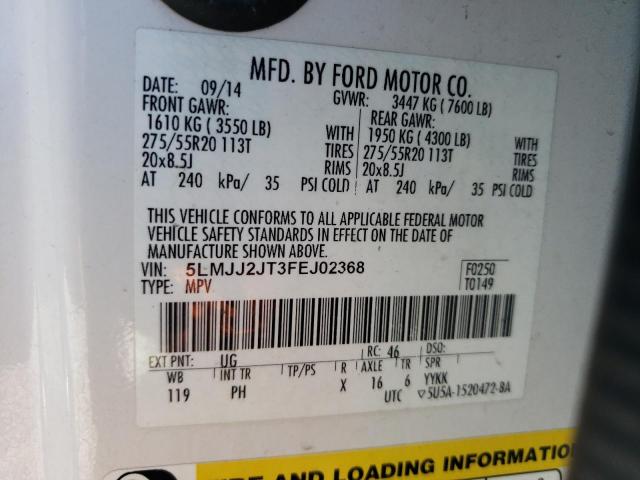 MFD. BY FORD MOTOR CO.
DATE: 09/14 GVWR: 3447 KG ( 7600 LB)
FRONT GAWR: REAR GAWR:
1610 KG ( 3550 LB) WITH 1950 KG ( 4300 LB) WITH
275/55R20 113T TIRES 275/55R20 113T TIRES
20x8.5J RIMS 20x8.5J RIMS
AT 240 kPa/ 35 PSI COLD AT 240 kPa/ 35 PSI COLD
THIS VEHICLE CONFORMS TO ALL APPLICABLE FEDERAL MOTOR
VEHICLE SAFETY STANDARDS IN EFFECT ON THE DATE OF
MANUFACTURE SHOWN ABOVE.
VIN: 5LMJJ2JT3FEJ02368 F0250
TYPE: MPV T0149
EXT PNT: UG RC: 46 DSO:
WB INT TR TP/PS R AXLE TR SPR
119 PH X 16 6 YYKK
UTC ▽5U5A-1520472-BA
TIRE AND LOADING INFORMATION